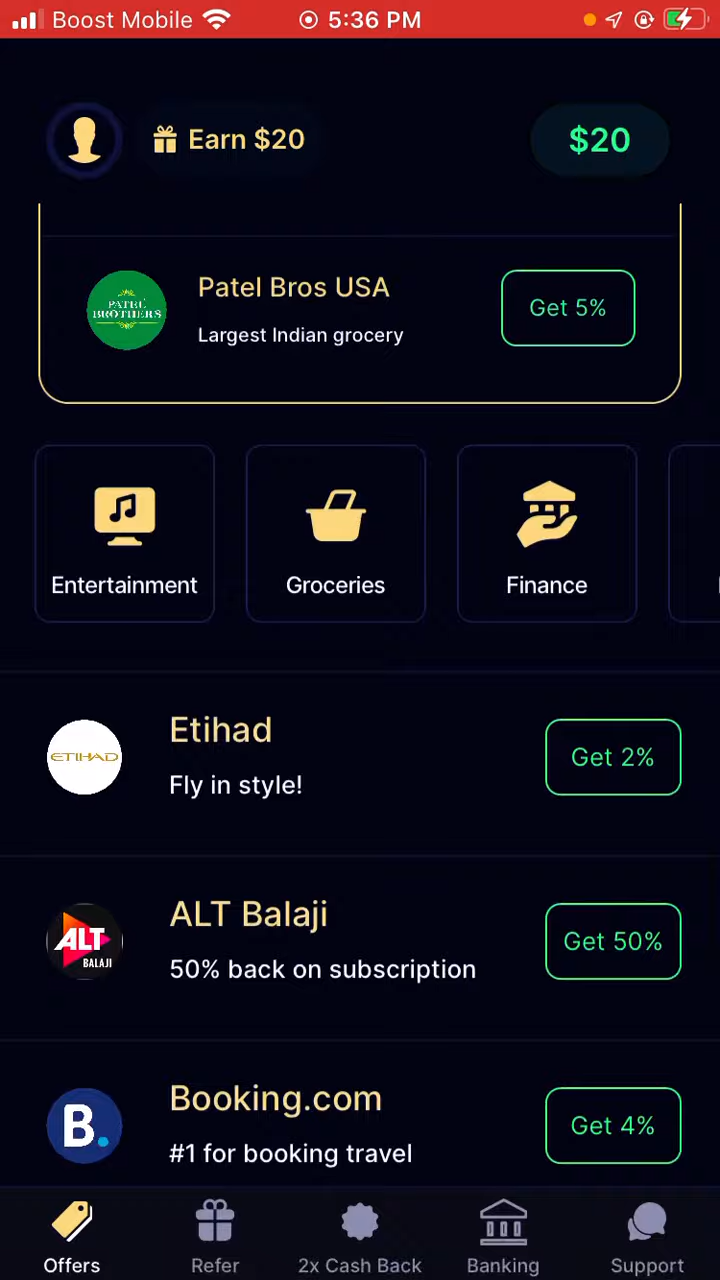 Boost Mobile 5:36 PM
Earn $20 $20
Patel Bros USA
Largest Indian grocery
Get 5%
PATEL
BROTHERS
Entertainment Groceries Finance
Etihad
Fly in style!
Get 2%
ETIHAD
ALT Balaji
50% back on subscription
Get 50%
ALT
BALAJI
Booking.com
#1 for booking travel
Get 4%
B.
Offers Refer 2x Cash Back Banking Support